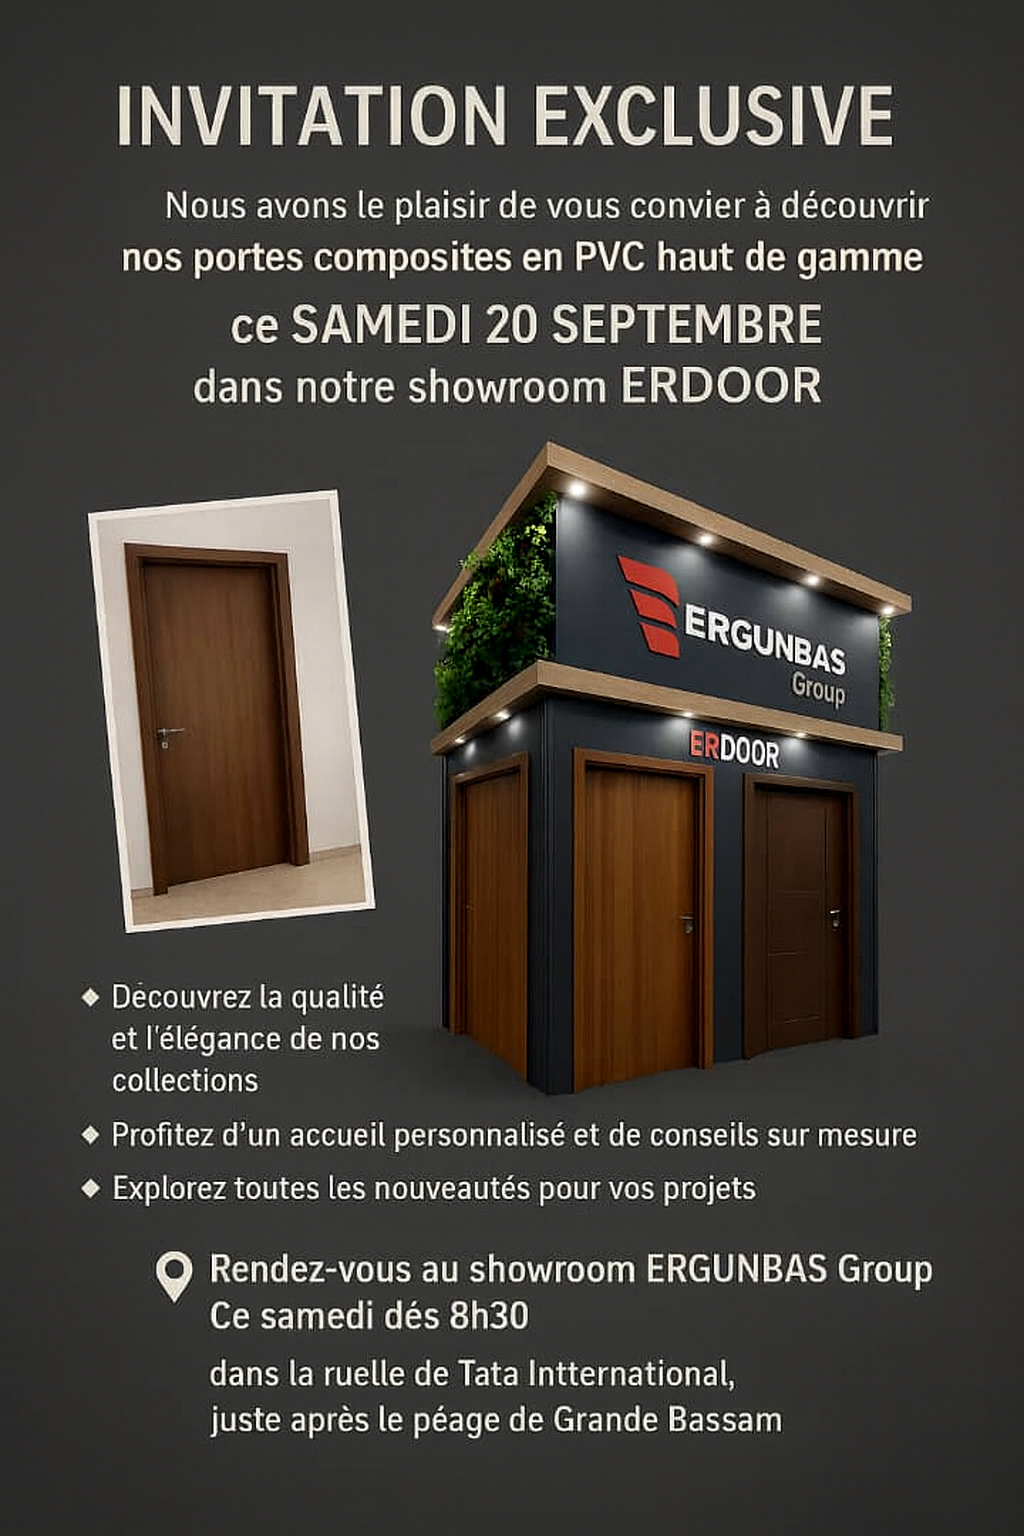 INVITATION EXCLUSIVE
Nous avons le plaisir de vous convier à découvrir
nos portes composites en PVC haut de gamme
ce SAMEDI 20 SEPTEMBRE
dans notre showroom ERDOOR
ERGUNBAS
Group
ERDOOR
◆ Découvrez la qualité
et l'élégance de nos
collections
◆ Profitez d’un accueil personnalisé et de conseils sur mesure
◆ Explorez toutes les nouveautés pour vos projets
Rendez-vous au showroom ERGUNBAS Group
Ce samedi dés 8h30
dans la ruelle de Tata Intternational,
juste après le péage de Grande Bassam